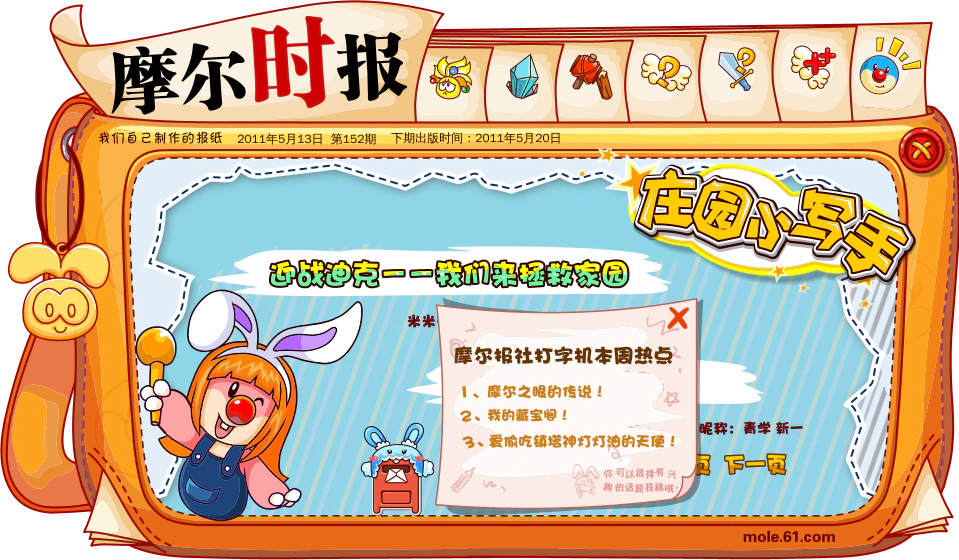 摩尔时报
我们自己制作的报纸 2011年5月13日 第152期 下期出版时间：2011年5月20日
庄园小写手
迎战迪克——我们来拯救家园
米米
摩尔报社打字机本周热点
1、摩尔之眼的传说！
2、我的藏宝阁！
3、爱偷吃镇塔神灯灯油的天使！
昵称：青学 新一
你可以选择有兴
趣的话题投稿哦！
页 下一页
mole.61.com